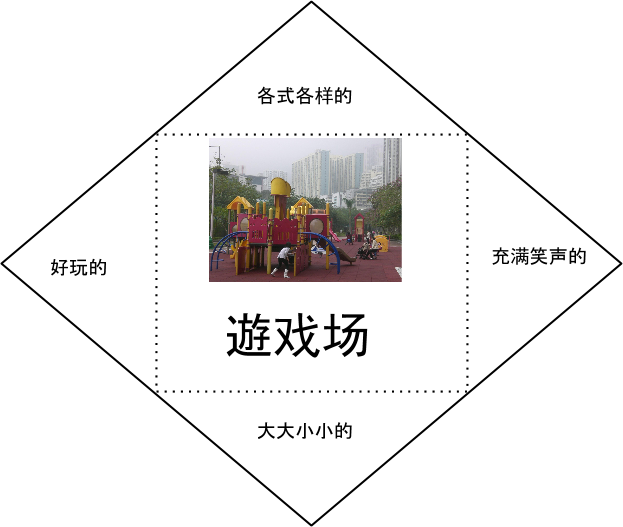 各式各样的
好玩的
充满笑声的
遊戏场
大大小小的